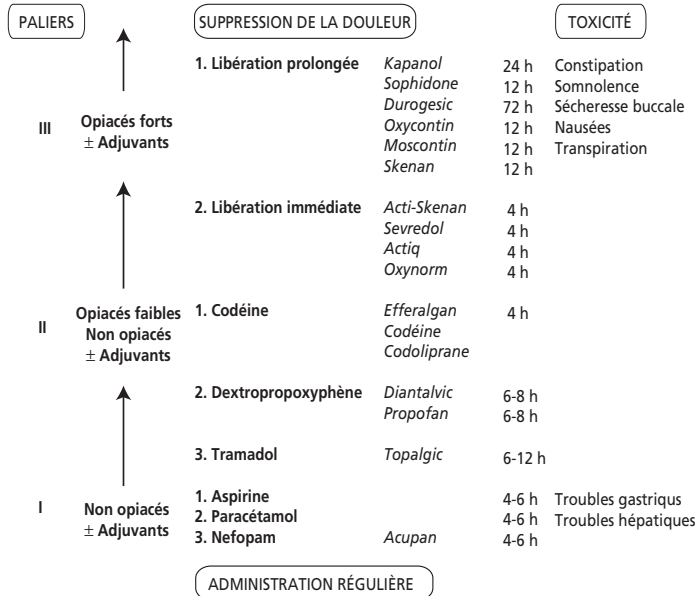 PALIERS SUPPRESSION DE LA DOULEUR TOXICITÉ
1. Libération prolongée Kapanol 24 h Constipation
Sophidone 12 h Somnolence
Durogesic 72 h Sécheresse buccale
III Opiacés forts ± Adjuvants Oxycontin 12 h Nausées
Moscontin 12 h Transpiration
Skenan 12 h
2. Libération immédiate Acti-Skenan 4 h
Sevredol 4 h
Actiq 4 h
Oxynorm 4 h
II Opiacés faibles Non opiacés ± Adjuvants 1. Codéine Efferalgan 4 h
Codéine
Codoliprane
2. Dextropropoxyphène Diantalvic 6-8 h
Propofan 6-8 h
3. Tramadol Topalgic 6-12 h
I Non opiacés ± Adjuvants 1. Aspirine 4-6 h Troubles gastriqus
2. Paracétamol 4-6 h Troubles hépatiques
3. Nefopam Acupan 4-6 h
ADMINISTRATION RÉGULIÈRE